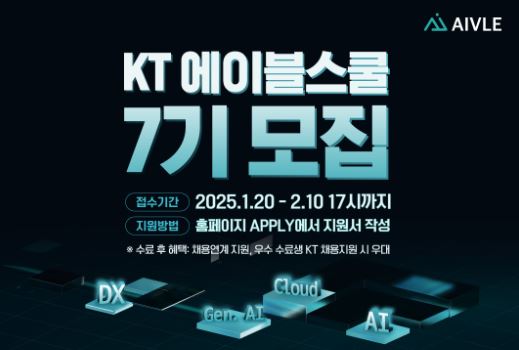 AIVLE
KT 에이블스쿨
7기 모집
접수기간 2025.1.20 - 2.10 17시까지
지원방법 홈페이지 APPLY에서 지원서 작성
※ 수료 후 혜택: 채용연계 지원, 우수 수료생 KT 채용지원 시 우대
DX
Gen. AI
Cloud
AI